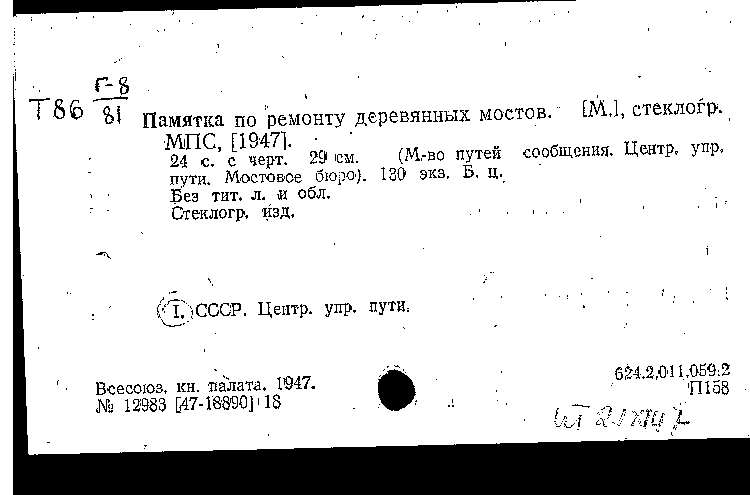 Г-8
Т86 81
Памятка по ремонту деревянных мостов. [М.], стеклогр.
МПС, [1947].
24 с. с черт. 29 см. (М-во путей сообщения. Центр. упр.
пути. Мостовое бюро). 130 экз. Б. ц.
Без тит. л. и обл.
Стеклогр. изд.
I. СССР. Центр. упр. пути.
Всесоюз. кн. палата. 1947.
№ 12983 [47-18890] 18
624.2.011.059.2
П158